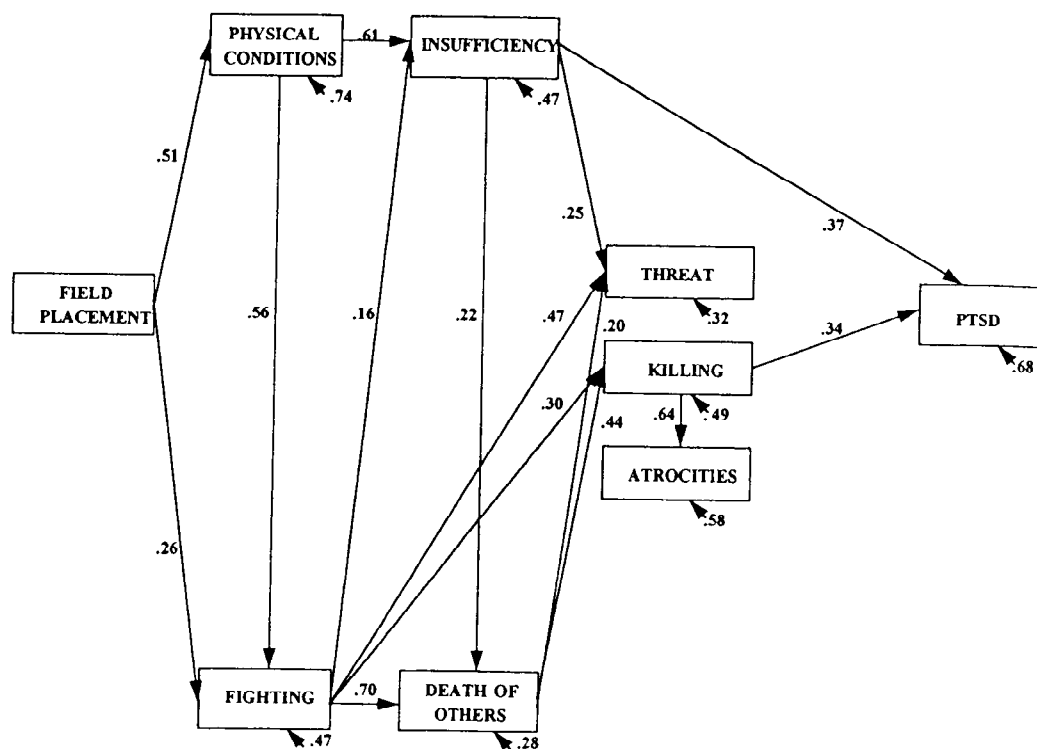 PHYSICAL
CONDITIONS
.61
INSUFFICIENCY
.74
.47
.51
.25
.37
FIELD
PLACEMENT
THREAT
.56
.16
.22
.47
.20
.32
.34
PTSD
.68
KILLING
.30
.44
.64
.49
ATROCITIES
.58
.26
FIGHTING
.70
DEATH OF
OTHERS
.47
.28